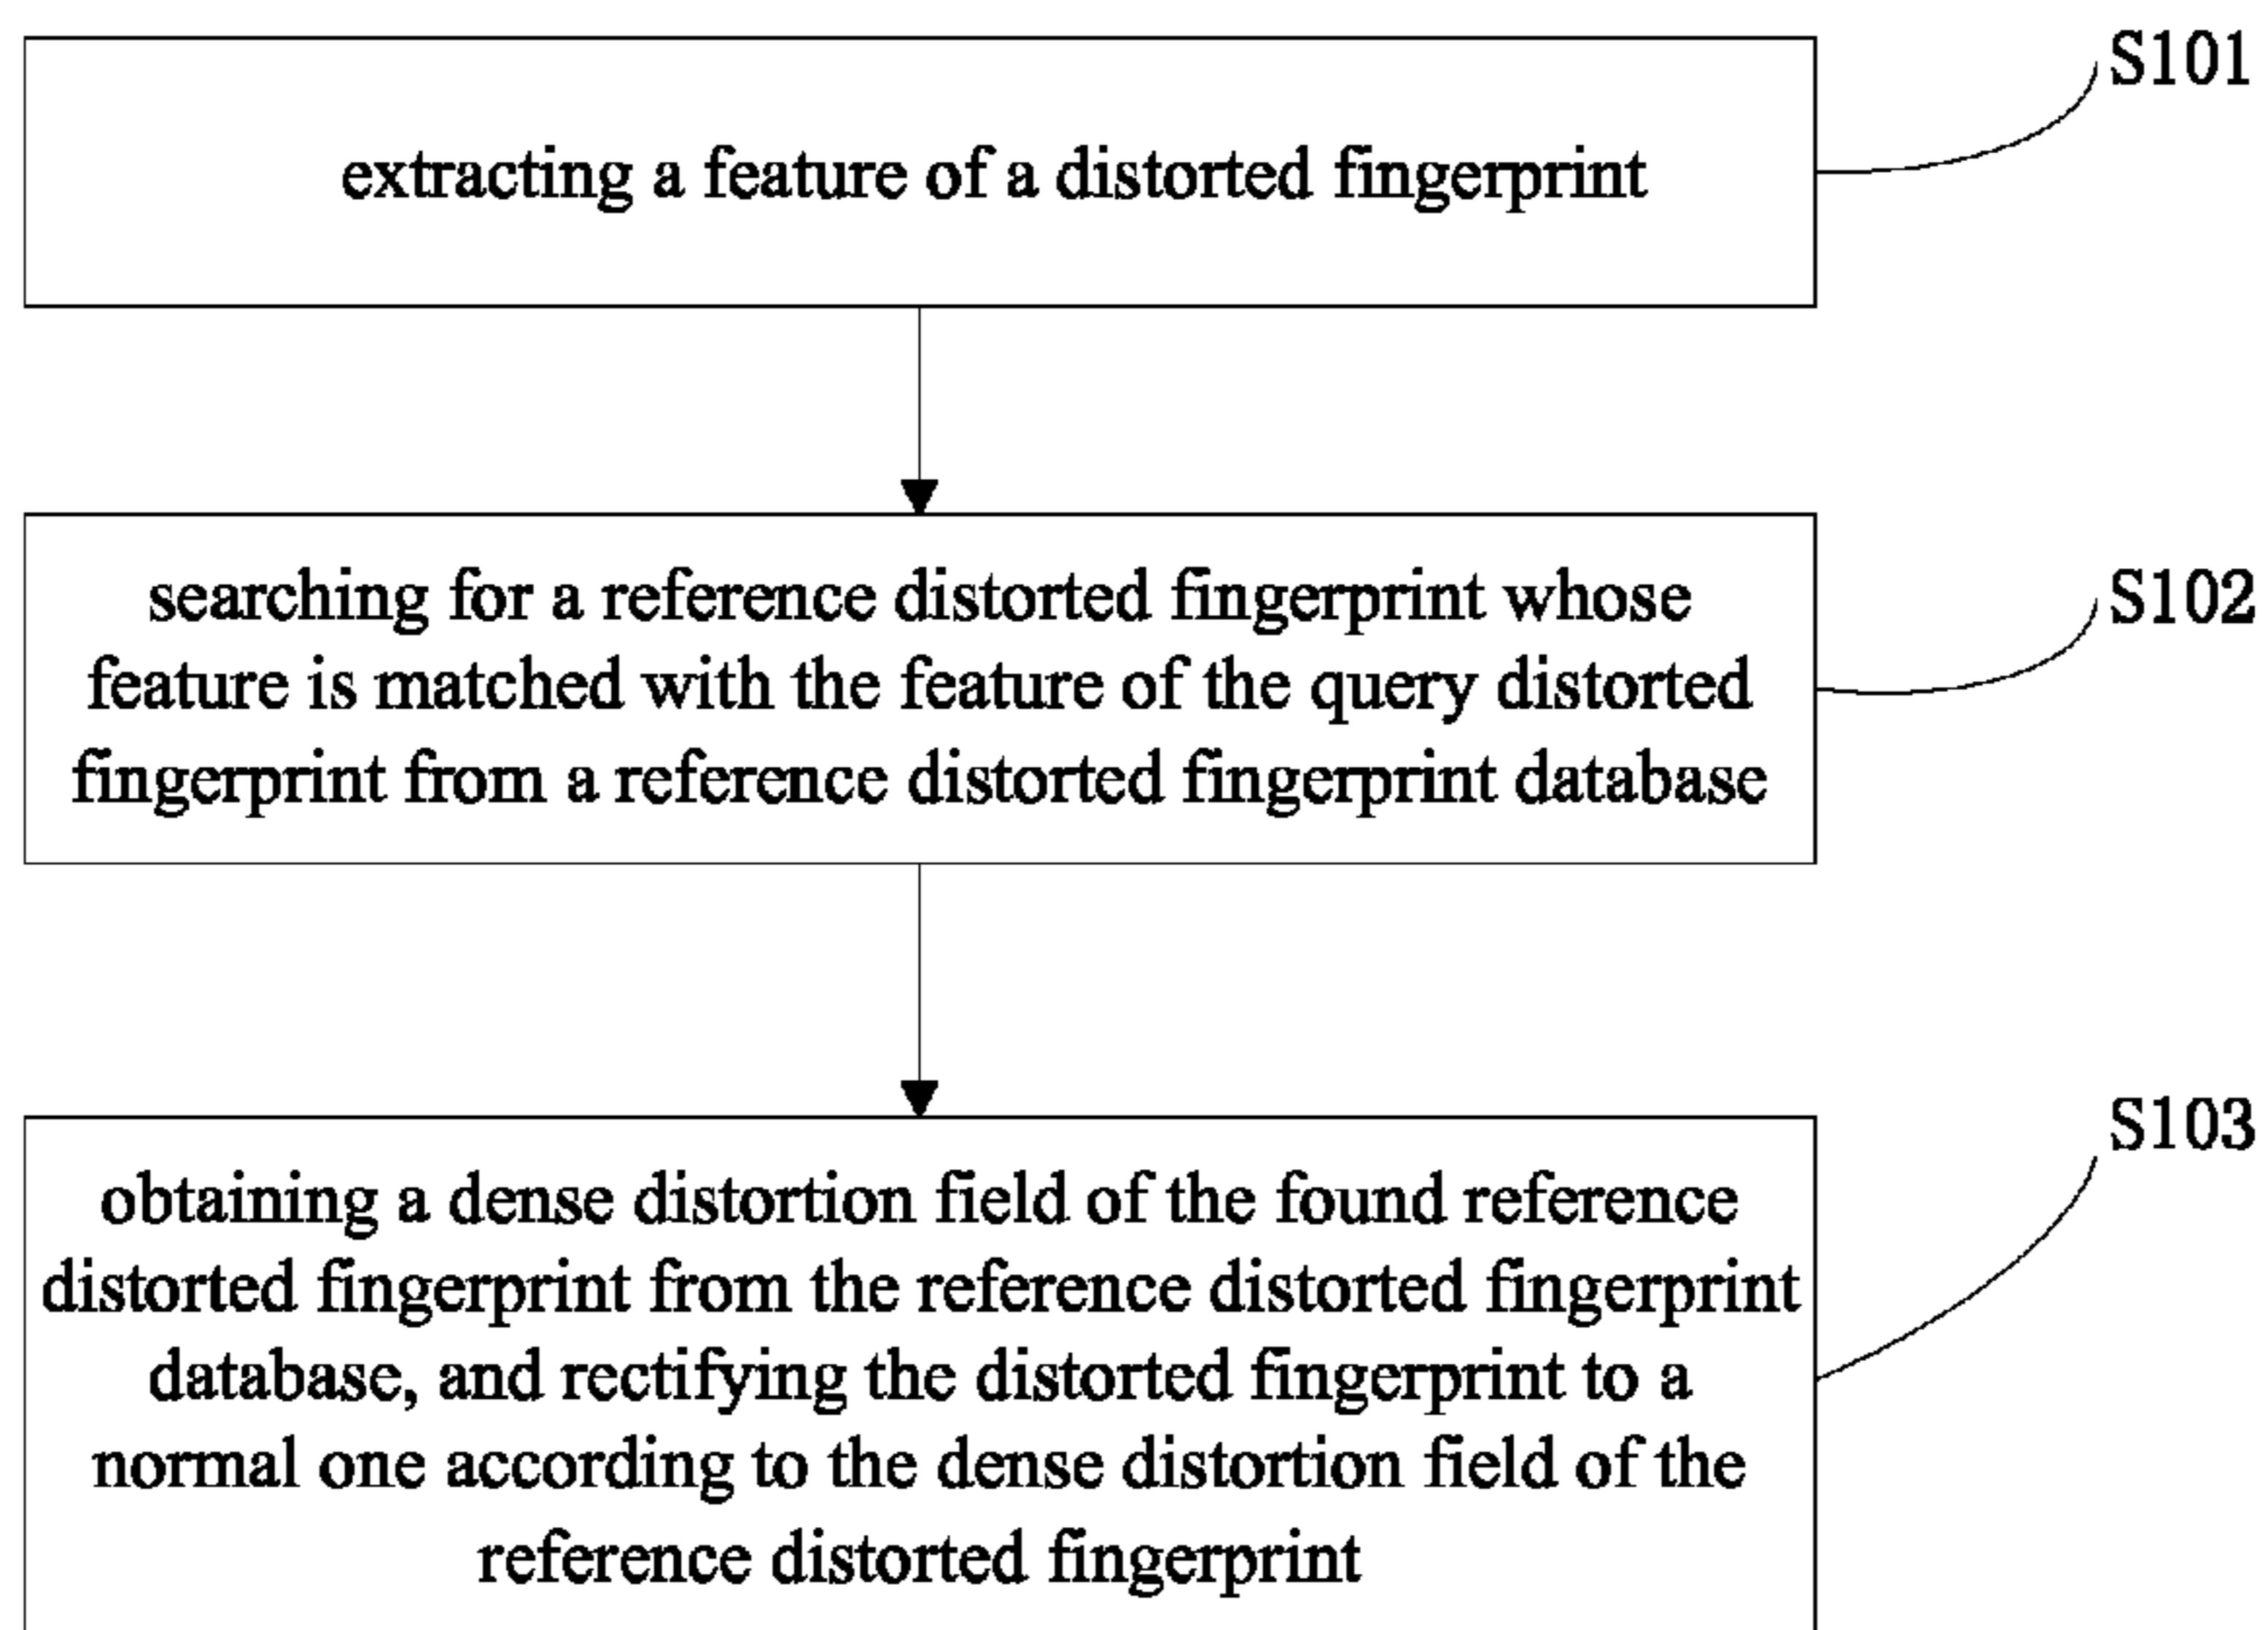 S101
extracting a feature of a distorted fingerprint
searching for a reference distorted fingerprint whose
feature is matched with the feature of the query distorted
fingerprint from a reference distorted fingerprint database
S102
obtaining a dense distortion field of the found reference
distorted fingerprint from the reference distorted fingerprint
database, and rectifying the distorted fingerprint to a
normal one according to the dense distortion field of the
reference distorted fingerprint
S103